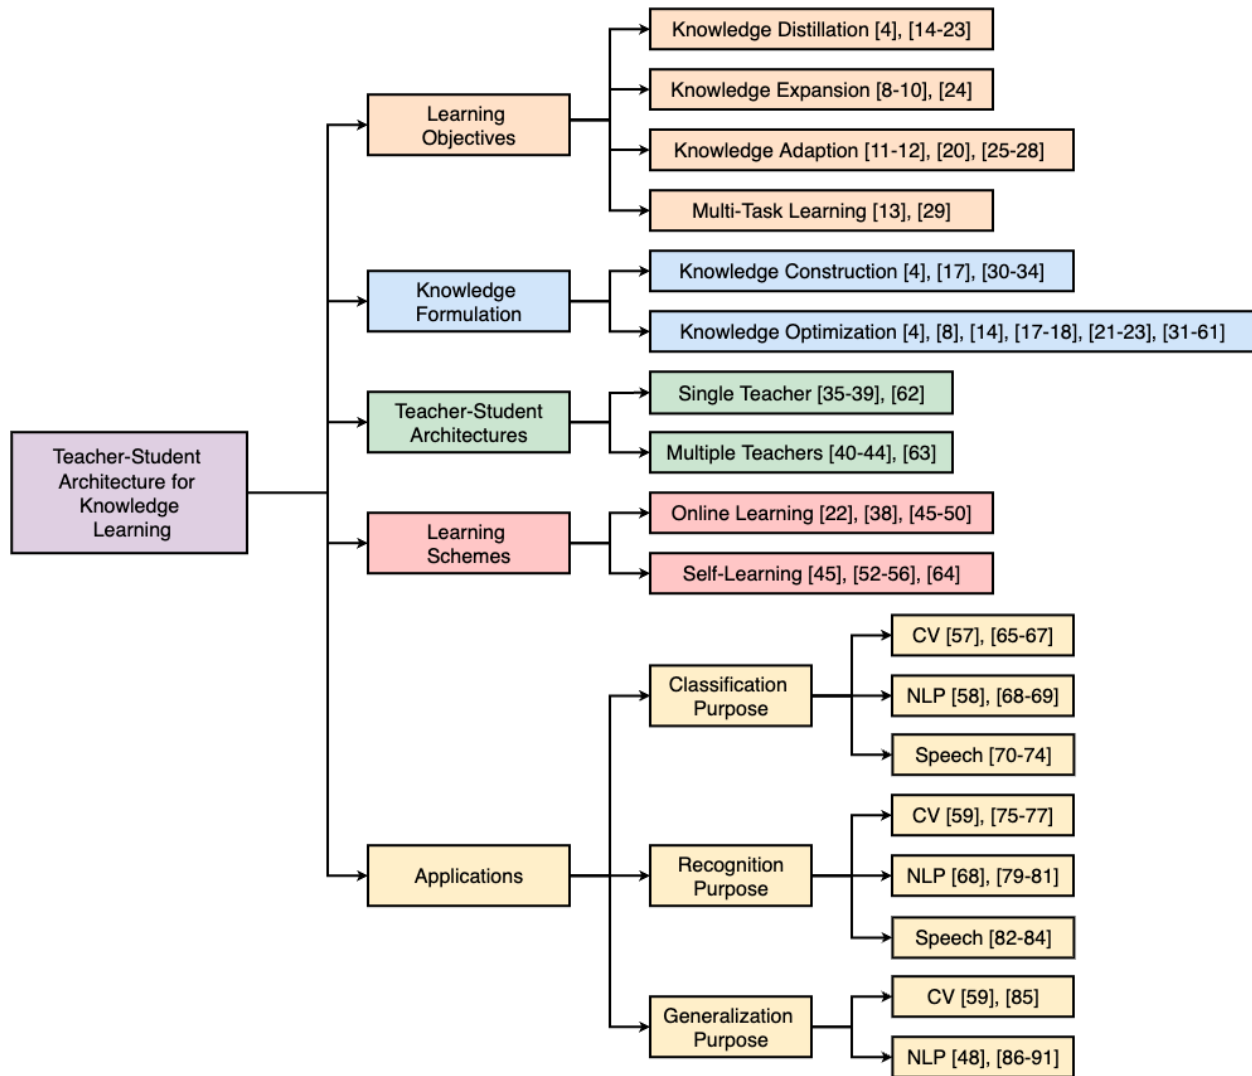 Teacher-Student
Architecture for
Knowledge
Learning
Learning
Objectives
Knowledge Distillation [4], [14-23]
Knowledge Expansion [8-10], [24]
Knowledge Adaption [11-12], [20], [25-28]
Multi-Task Learning [13], [29]
Knowledge
Formulation
Knowledge Construction [4], [17], [30-34]
Knowledge Optimization [4], [8], [14], [17-18], [21-23], [31-61]
Teacher-Student
Architectures
Single Teacher [35-39], [62]
Multiple Teachers [40-44], [63]
Learning
Schemes
Online Learning [22], [38], [45-50]
Self-Learning [45], [52-56], [64]
Applications
Classification
Purpose
CV [57], [65-67]
NLP [58], [68-69]
Speech [70-74]
Recognition
Purpose
CV [59], [75-77]
NLP [68], [79-81]
Speech [82-84]
Generalization
Purpose
CV [59], [85]
NLP [48], [86-91]